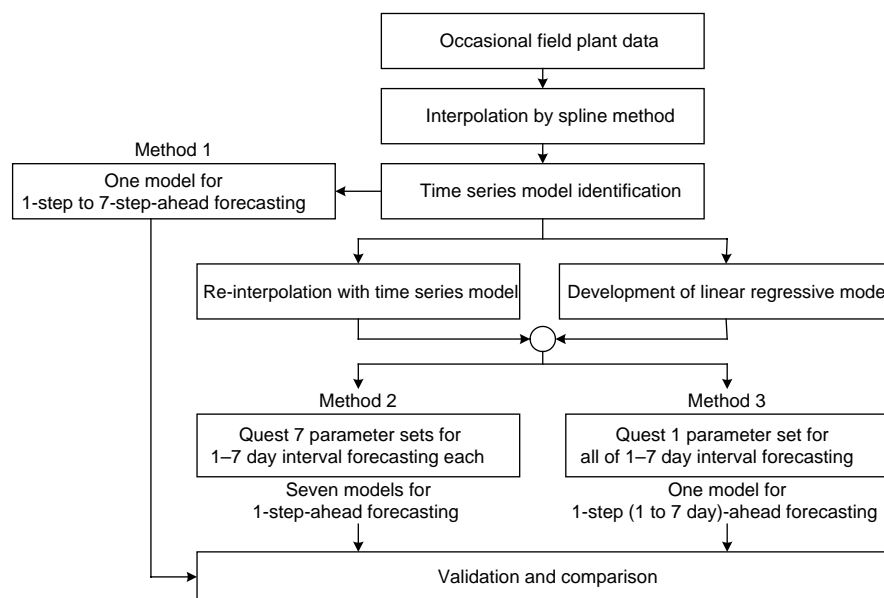 Occasional field plant data
Interpolation by spline method
Method 1
One model for
1-step to 7-step-ahead forecasting
Time series model identification
Re-interpolation with time series model
Development of linear regressive model
Method 2
Quest 7 parameter sets for
1–7 day interval forecasting each
Seven models for
1-step-ahead forecasting
Method 3
Quest 1 parameter set for
all of 1–7 day interval forecasting
One model for
1-step (1 to 7 day)-ahead forecasting
Validation and comparison